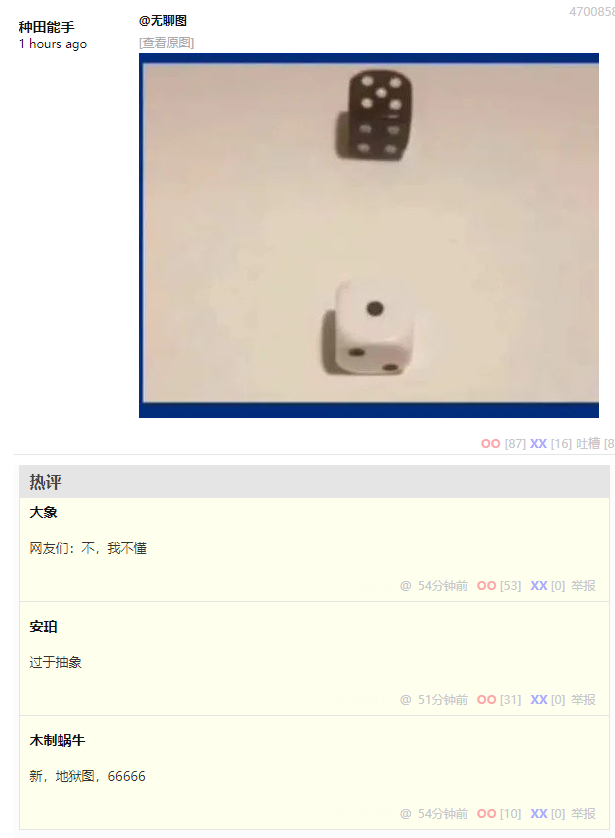 4700858
种田能手
1 hours ago
@无聊图
[查看原图]
OO [87] XX [16] 吐槽 [8
热评
大象
网友们：不，我不懂
@ 54分钟前 OO [53] XX [0] 举报
安珀
过于抽象
@ 51分钟前 OO [31] XX [0] 举报
木制蜗牛
新，地狱图，66666
@ 54分钟前 OO [10] XX [0] 举报